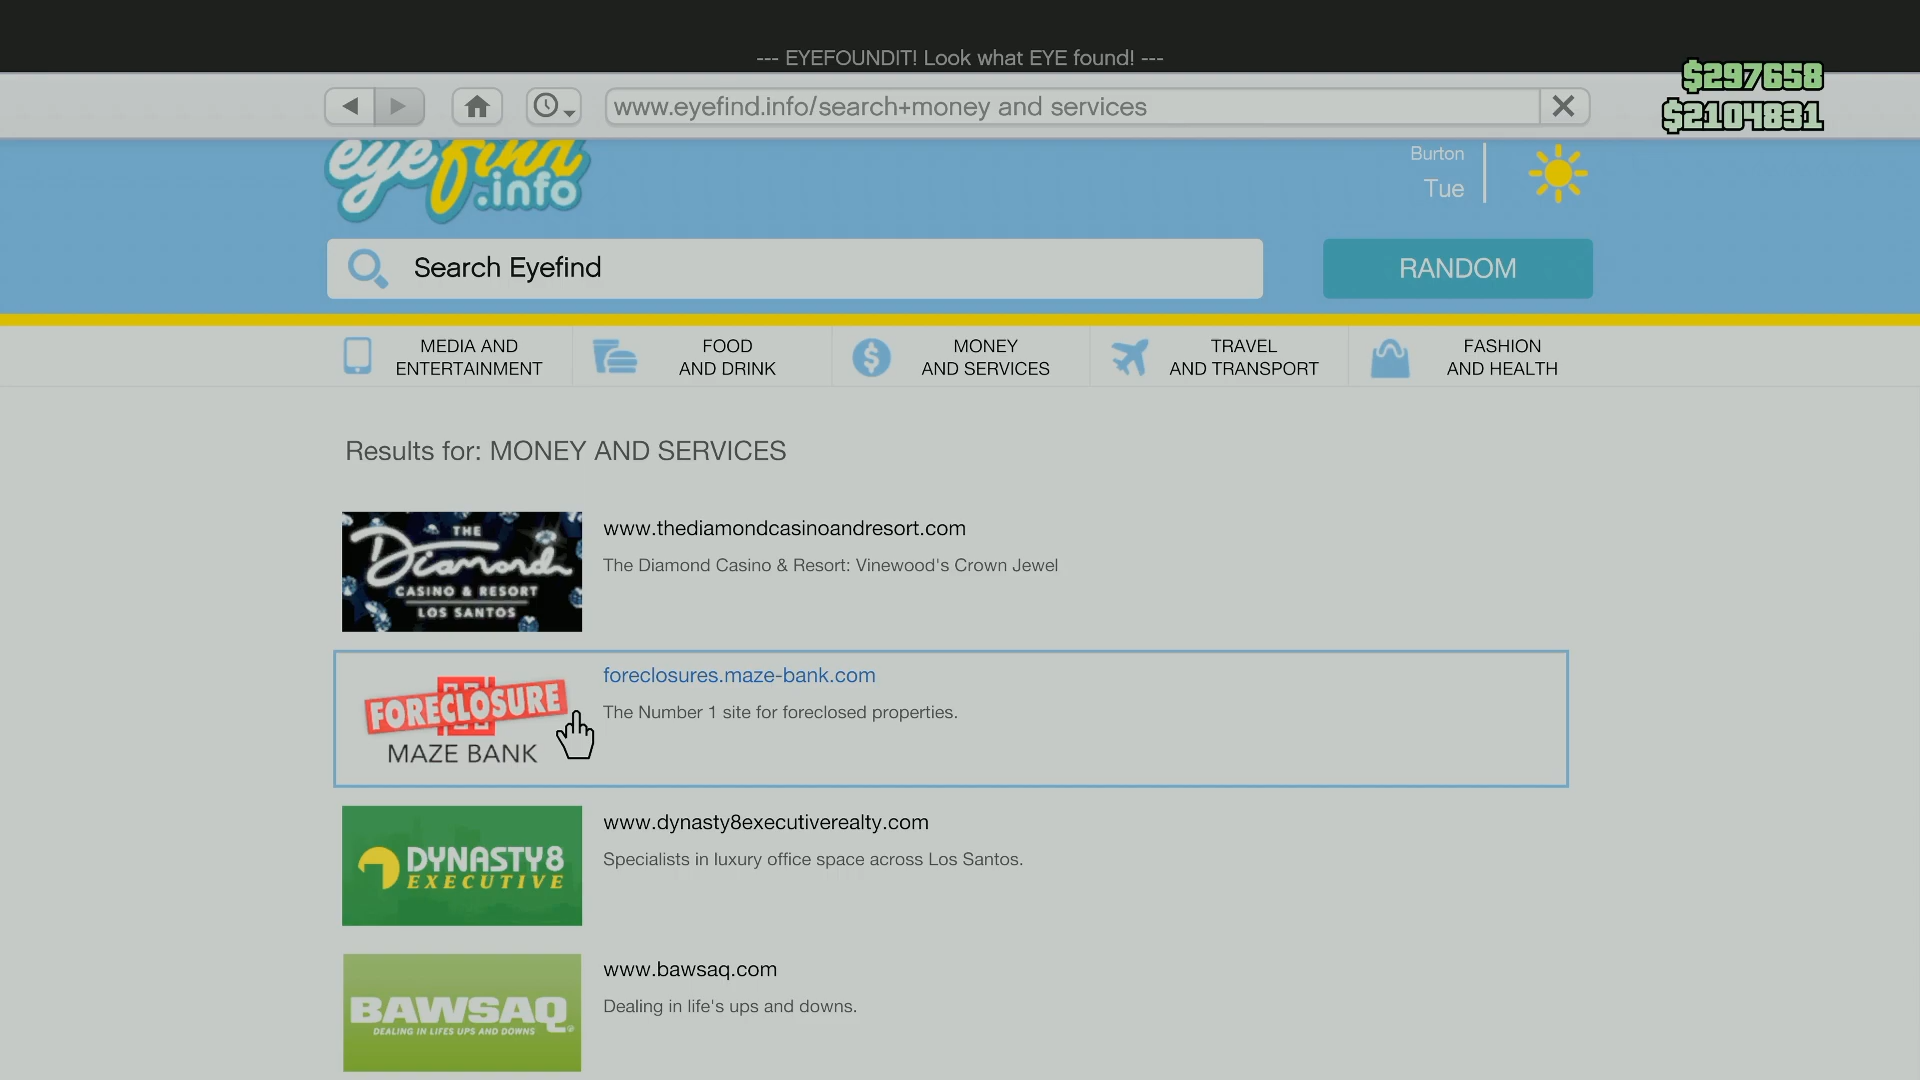 --- EYEFOUNDIT! Look what EYE found! ---
$297658
www.eyefind.info/search+money and services
$2104831
eyefind
.info
Burton
Tue
Search Eyefind
RANDOM
MEDIA AND
ENTERTAINMENT
FOOD
AND DRINK
MONEY
AND SERVICES
TRAVEL
AND TRANSPORT
FASHION
AND HEALTH
Results for: MONEY AND SERVICES
THE
Diamond
CASINO & RESORT
LOS SANTOS
www.thediamondcasinoandresort.com
The Diamond Casino & Resort: Vinewood's Crown Jewel
FORECLOSURE
MAZE BANK
foreclosures.maze-bank.com
The Number 1 site for foreclosed properties.
DYNASTY8
EXECUTIVE
www.dynasty8executiverealty.com
Specialists in luxury office space across Los Santos.
BAWSAQ
DEALING IN LIFES UPS AND DOWNS
www.bawsaq.com
Dealing in life's ups and downs.